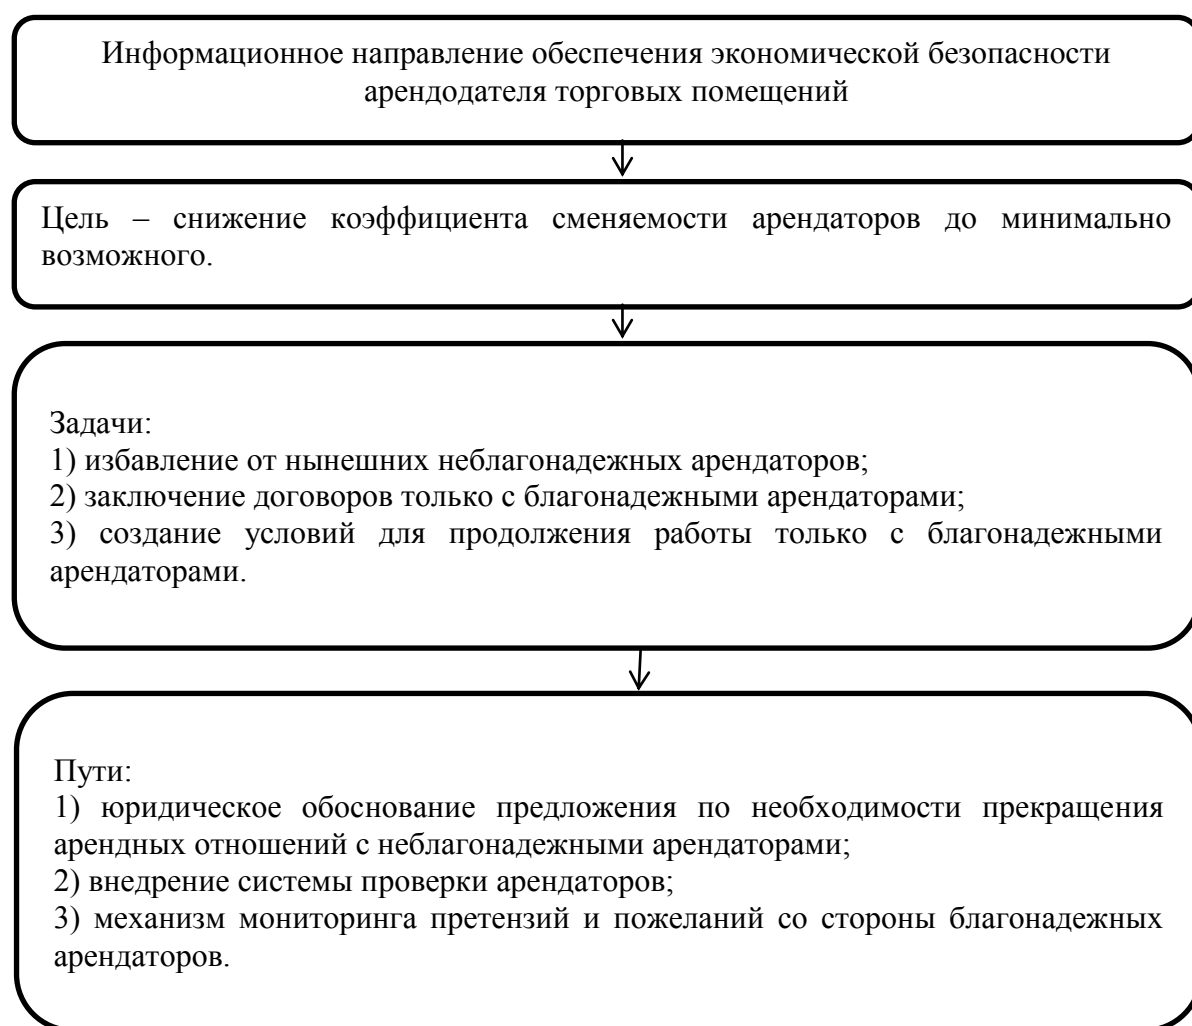 Информационное направление обеспечения экономической безопасности
арендодателя торговых помещений
Цель – снижение коэффициента сменяемости арендаторов до минимально
возможного.
Задачи:
1) избавление от нынешних неблагонадежных арендаторов;
2) заключение договоров только с благонадежными арендаторами;
3) создание условий для продолжения работы только с благонадежными
арендаторами.
Пути:
1) юридическое обоснование предложения по необходимости прекращения
арендных отношений с неблагонадежными арендаторами;
2) внедрение системы проверки арендаторов;
3) механизм мониторинга претензий и пожеланий со стороны благонадежных
арендаторов.